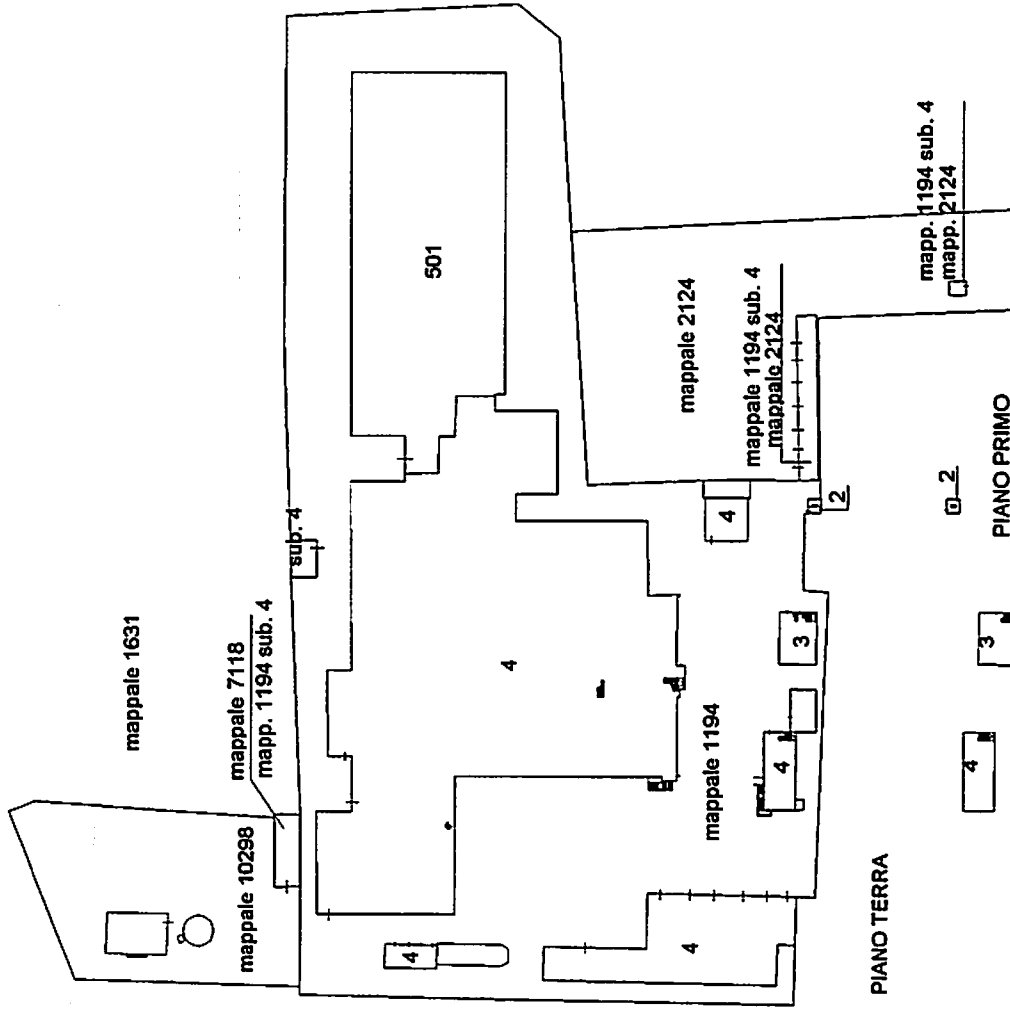 mappale 1631
mappale 7118
mapp. 1194 sub. 4
mappale 10298
sub. 4
501
4
4
4
mappale 1194
4
3
4
mappale 2124
mappale 1194 sub. 4
mappale 2124
2
mapp. 1194 sub. 4
mapp. 2124
PIANO TERRA
4
3
2
PIANO PRIMO